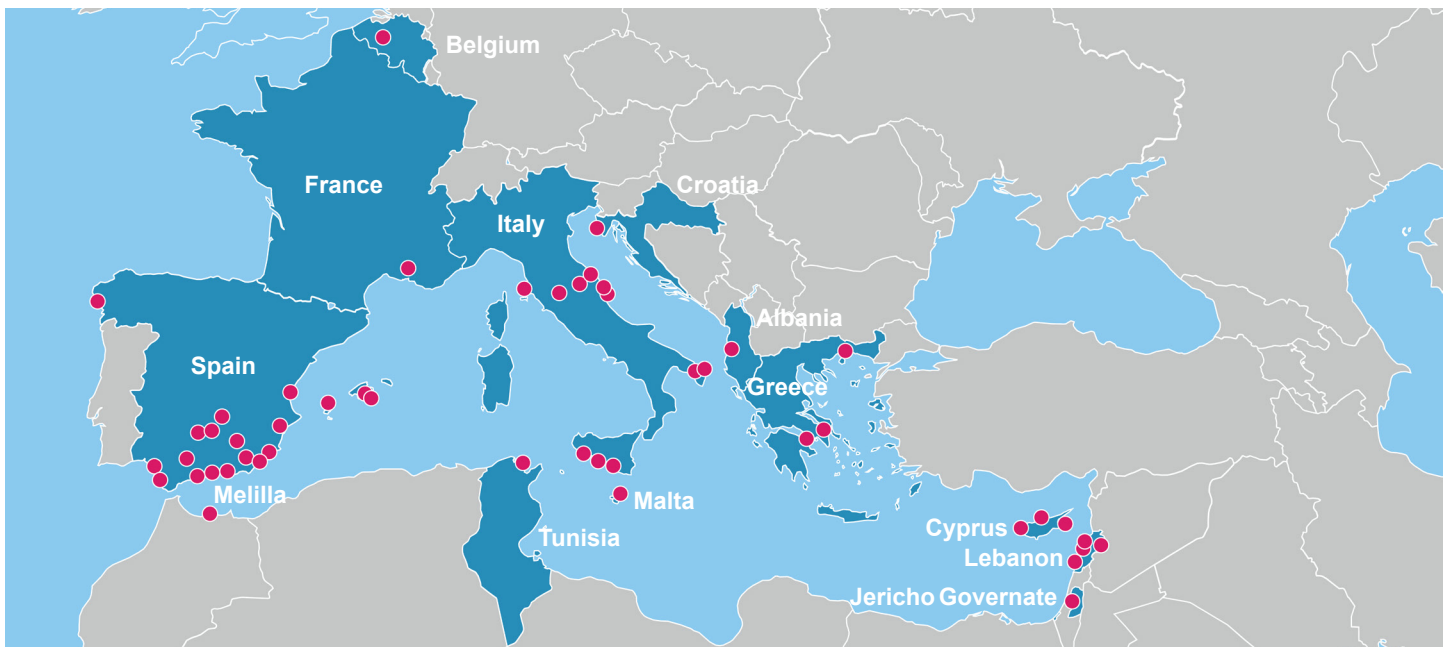 Belgium
France
Croatia
Italy
Albania
Spain
Greece
Melilla
Malta
Cyprus
Tunisia
Lebanon
Jericho Governate